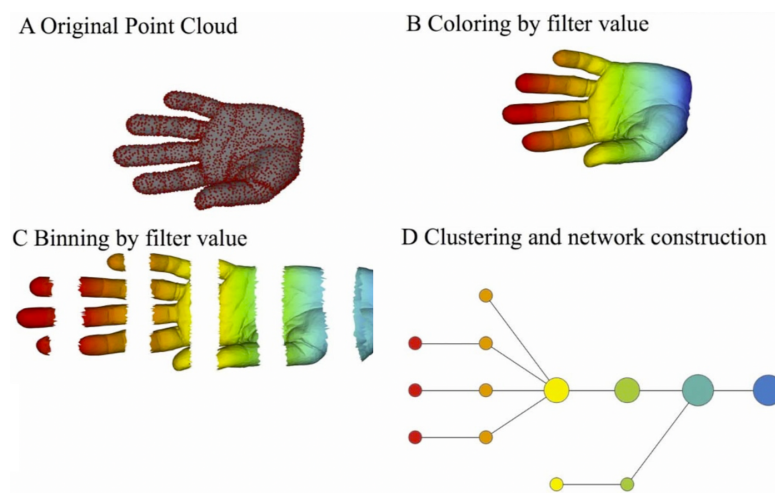 A Original Point Cloud
B Coloring by filter value
C Binning by filter value
D Clustering and network construction